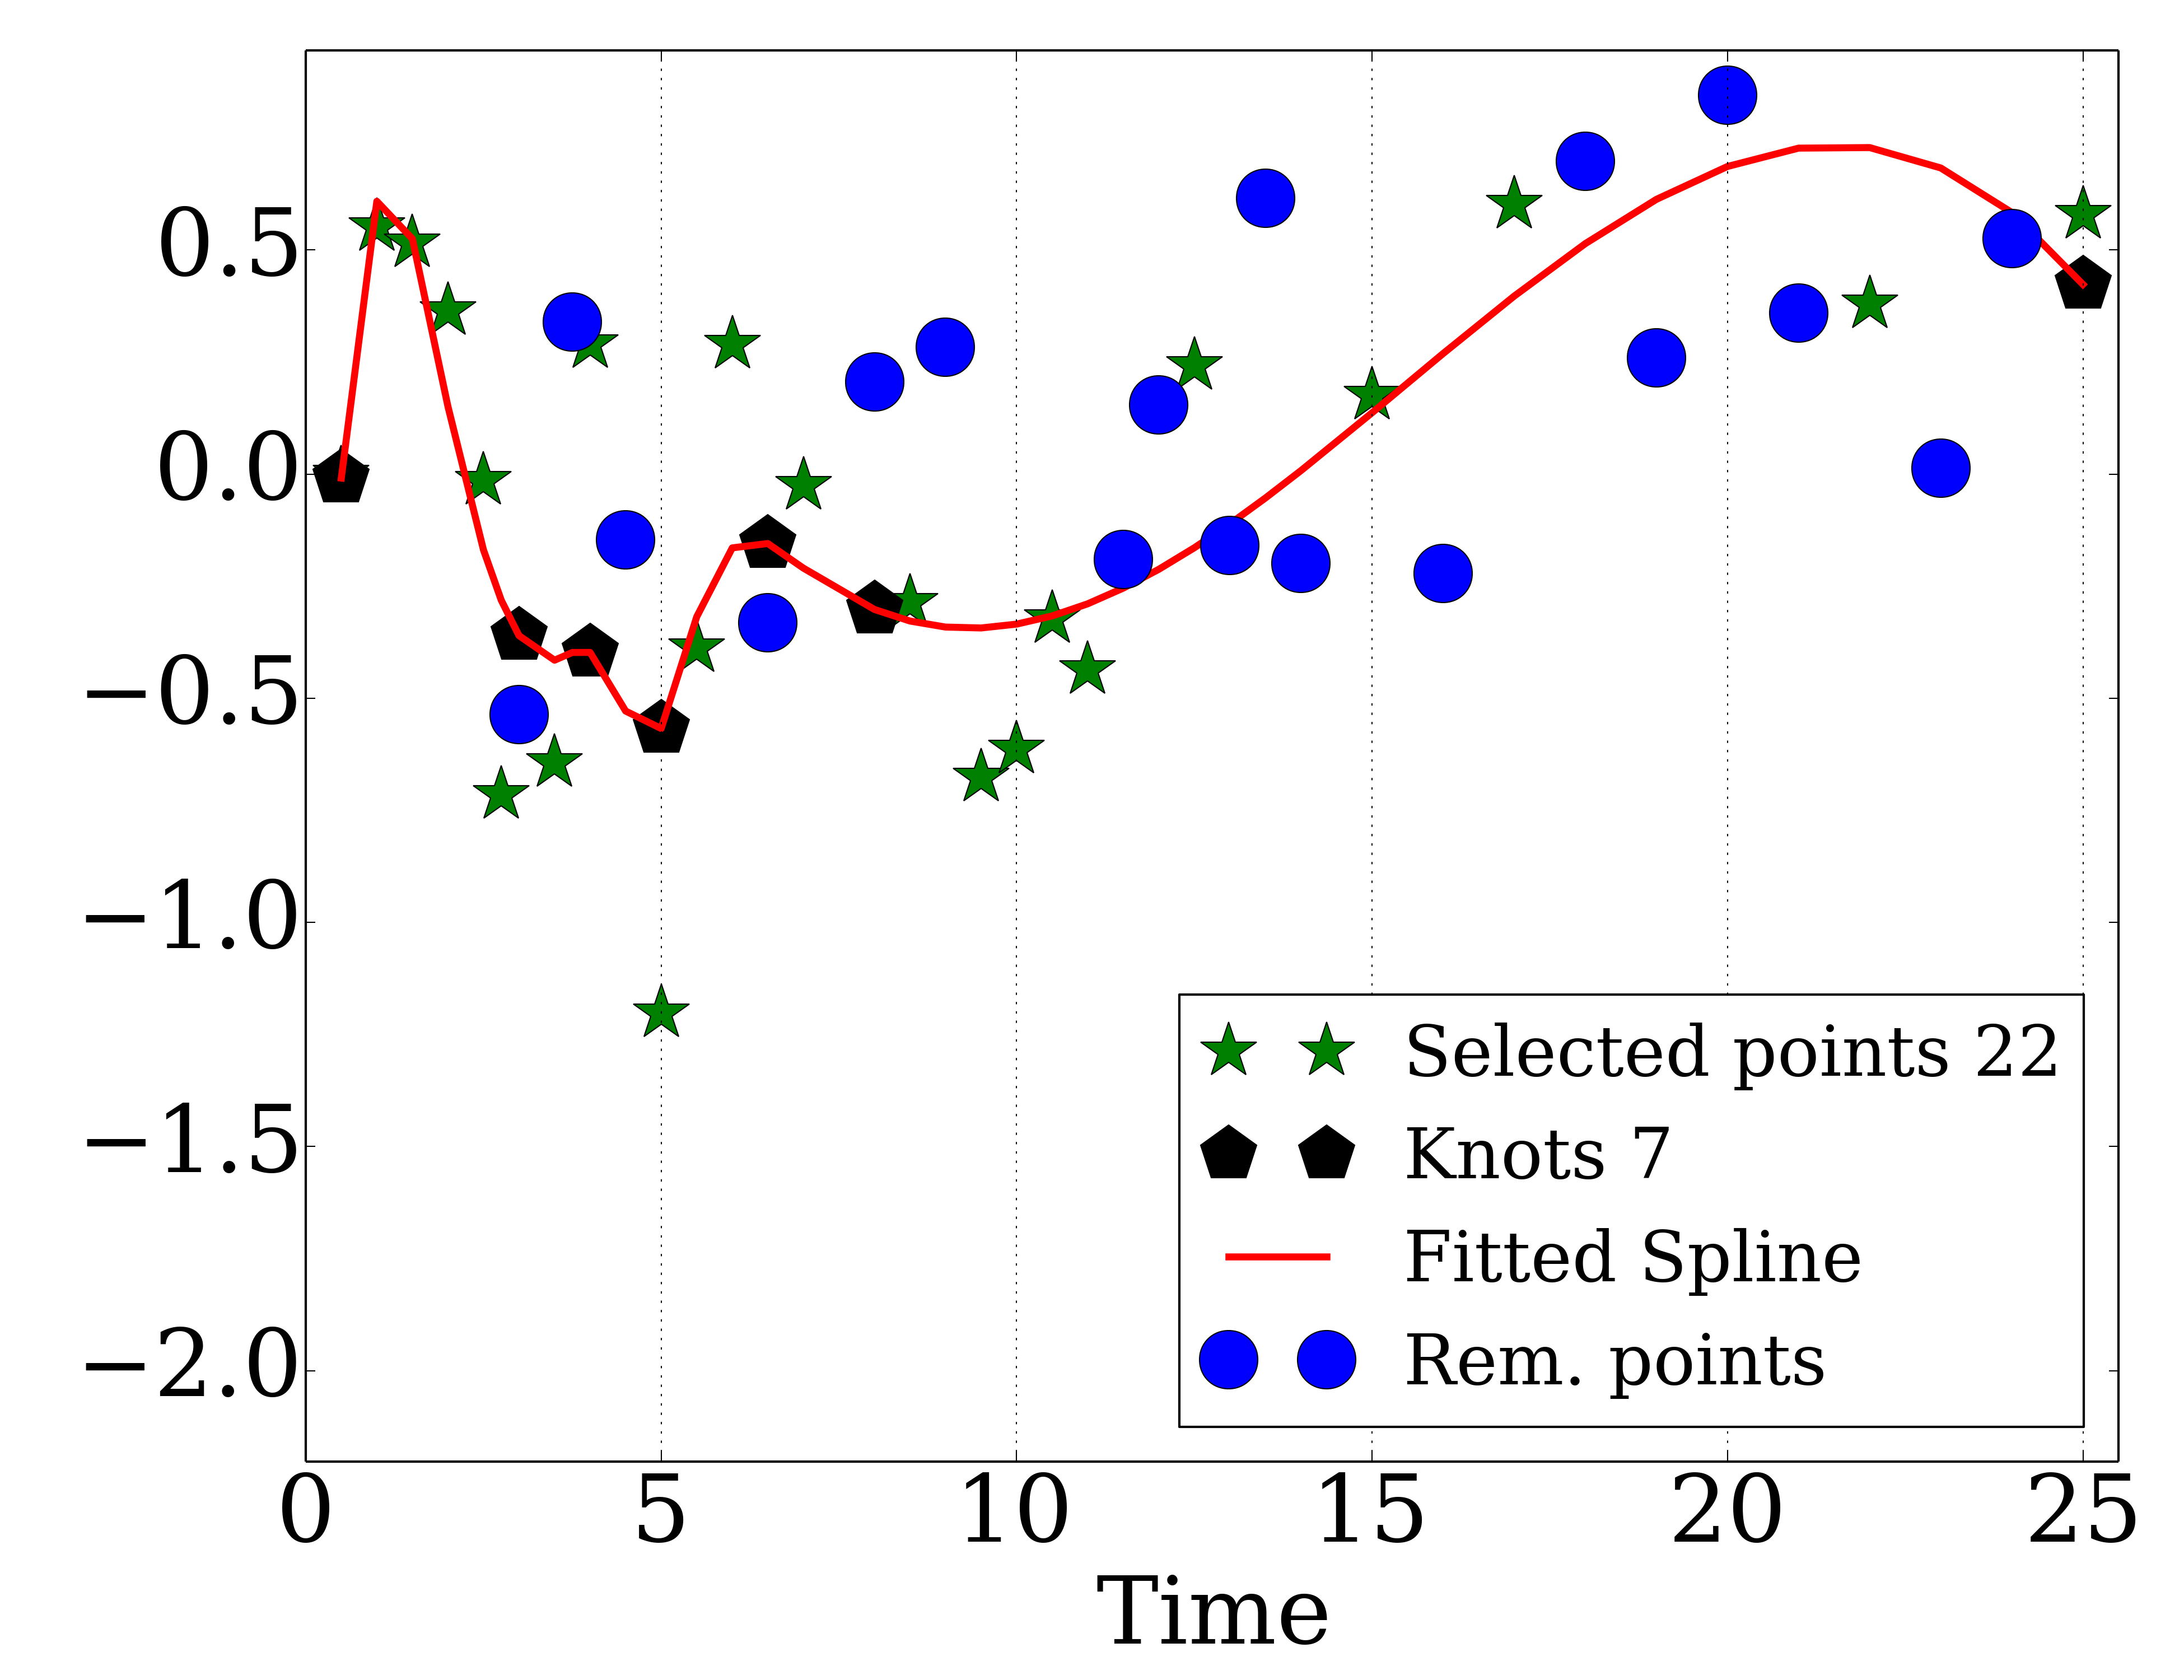 0.5
0.0
−0.5
−1.0
−1.5
−2.0
Selected points 22
Knots 7
Fitted Spline
Rem. points
0 5 10 15 20 25
Time